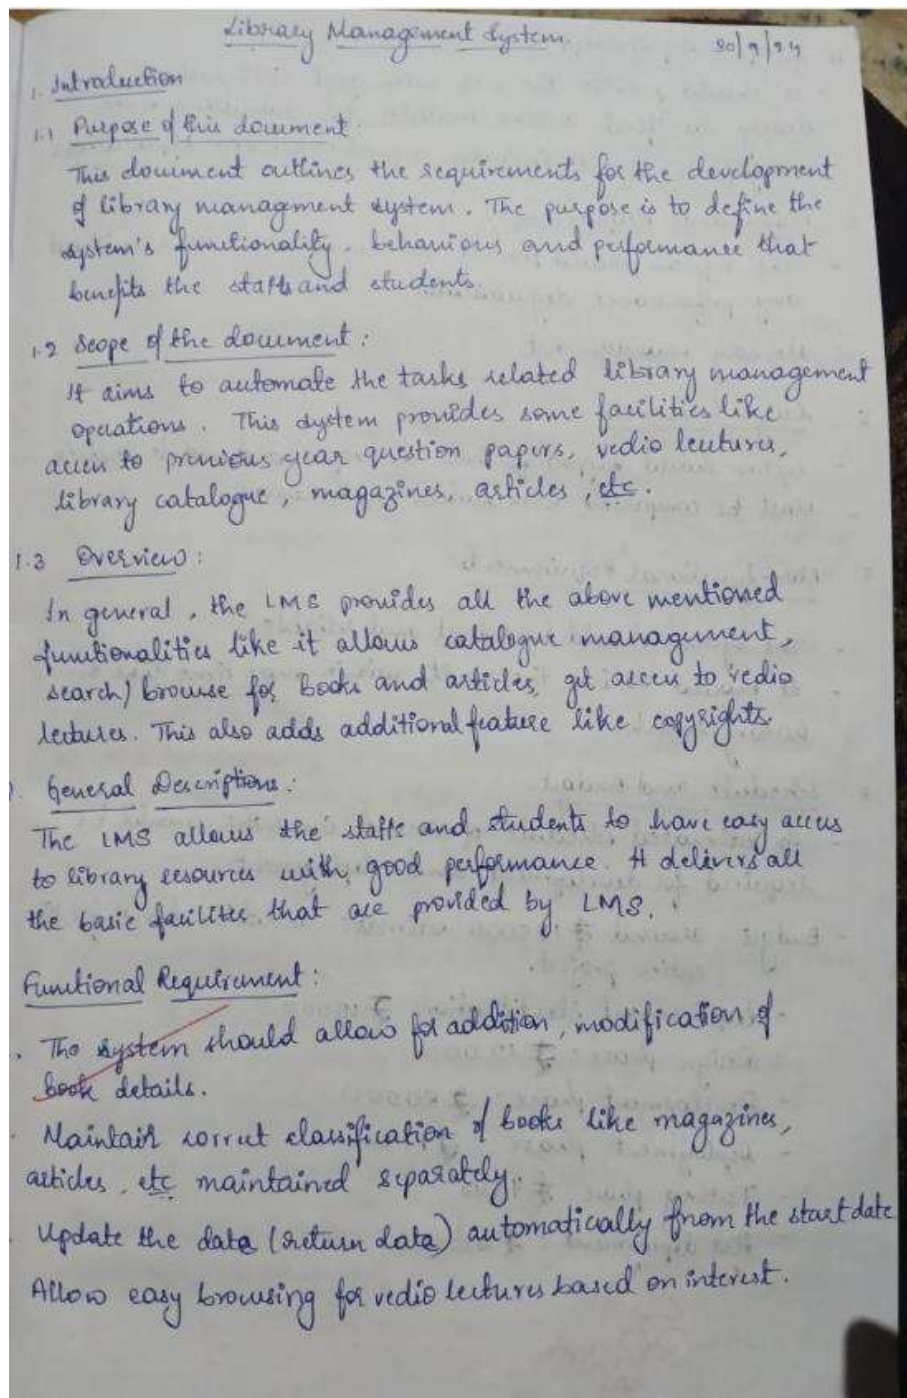 Library Management System
30/9/24
1. Introduction
1.1 Purpose of this document:
This document outlines the requirements for the development
of library management system. The purpose is to define the
system's functionality, behaviours and performance that
benefits the staffs and students.
1.2 Scope of the document:
It aims to automate the tasks related library management
operations. This system provides some facilities like
access to previous year question papers, vedio lectures,
library catalogue, magazines, articles, etc.
1.3 Overview:
In general, the LMS provides all the above mentioned
functionalities like it allows catalogue management,
search/browse for books and articles, get access to vedio
lectures. This also adds additional feature like copyrights.
General Descriptions:
The LMS allows the staffs and students to have easy access
to library resources with good performance. It delivers all
the basic facilites that are provided by LMS.
Functional Requirement:
. The system should allow for addition, modification of
book details.
. Maintain correct classification of books like magazines,
articles, etc maintained separately.
. Update the data (return data) automatically from the start date
Allow easy browsing for vedio lectures based on interest.